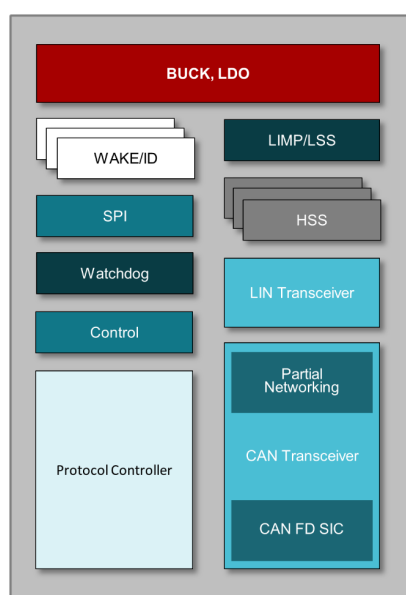 BUCK, LDO
WAKE/ID
LIMP/LSS
SPI
HSS
Watchdog
LIN Transceiver
Control
Partial
Networking
Protocol Controller
CAN Transceiver
CAN FD SIC